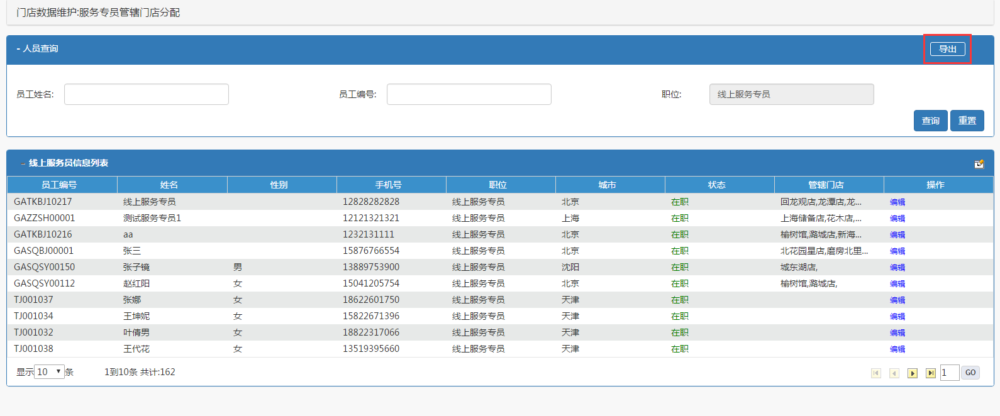 门店数据维护:服务专员管辖门店分配
- 人员查询 导出
员工姓名: 员工编号: 职位: 线上服务专员
查询 重置
线上服务员信息列表
员工编号 姓名 性别 手机号 职位 城市 状态 管辖门店 操作
GATKBJ10217 线上服务专员 12828282828 线上服务专员 北京 在职 回龙观店,龙潭店,龙... 编辑
GAZZSH00001 测试服务专员1 12121321321 线上服务专员 上海 在职 上海储备店,花木店,... 编辑
GATKBJ10216 aa 1232131111 线上服务专员 北京 在职 榆树馆,潞城店,新海... 编辑
GASQBJ00001 张三 15876766554 线上服务专员 北京 在职 北花园星店,磨房北里... 编辑
GASQSY00150 张子镜 男 13889753900 线上服务专员 沈阳 在职 城东湖店, 编辑
GASQSY00112 赵红阳 女 15041205754 线上服务专员 北京 在职 榆树馆,潞城店, 编辑
TJ001037 张娜 女 18622601750 线上服务专员 天津 在职 编辑
TJ001034 王坤妮 女 15822671396 线上服务专员 天津 在职 编辑
TJ001032 叶倩男 女 18822317066 线上服务专员 天津 在职 编辑
TJ001038 王代花 女 13519395660 线上服务专员 天津 在职 编辑
显示 10 条 1到10条 共计:162 1 GO